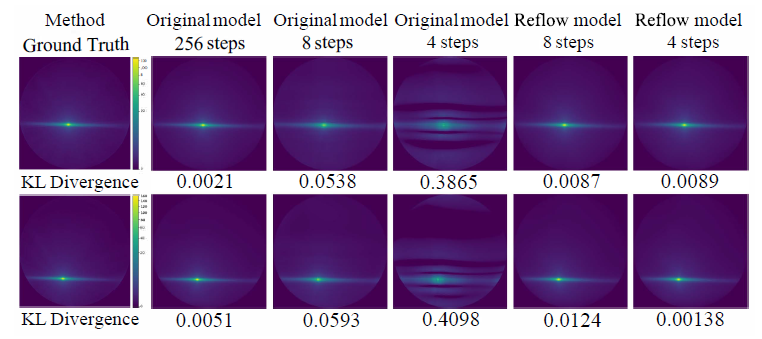 Method Original model Original model Original model Reflow model Reflow model
Ground Truth 256 steps 8 steps 4 steps 8 steps 4 steps
KL Divergence 0.0021 0.0538 0.3865 0.0087 0.0089
KL Divergence 0.0051 0.0593 0.4098 0.0124 0.00138